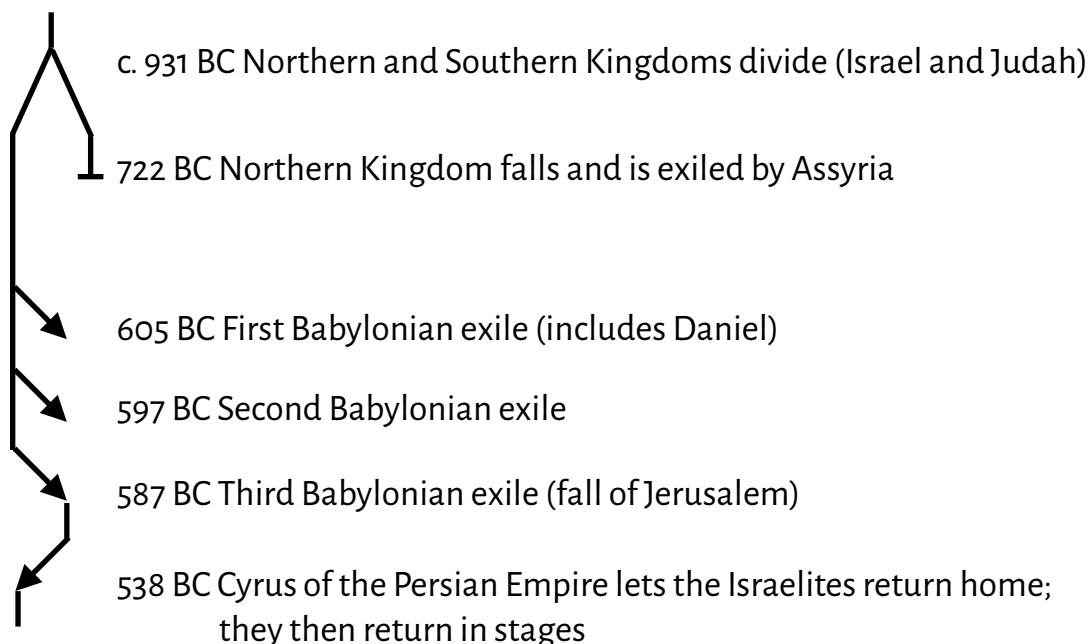 c. 931 BC Northern and Southern Kingdoms divide (Israel and Judah)
722 BC Northern Kingdom falls and is exiled by Assyria
605 BC First Babylonian exile (includes Daniel)
597 BC Second Babylonian exile
587 BC Third Babylonian exile (fall of Jerusalem)
538 BC Cyrus of the Persian Empire lets the Israelites return home;
they then return in stages